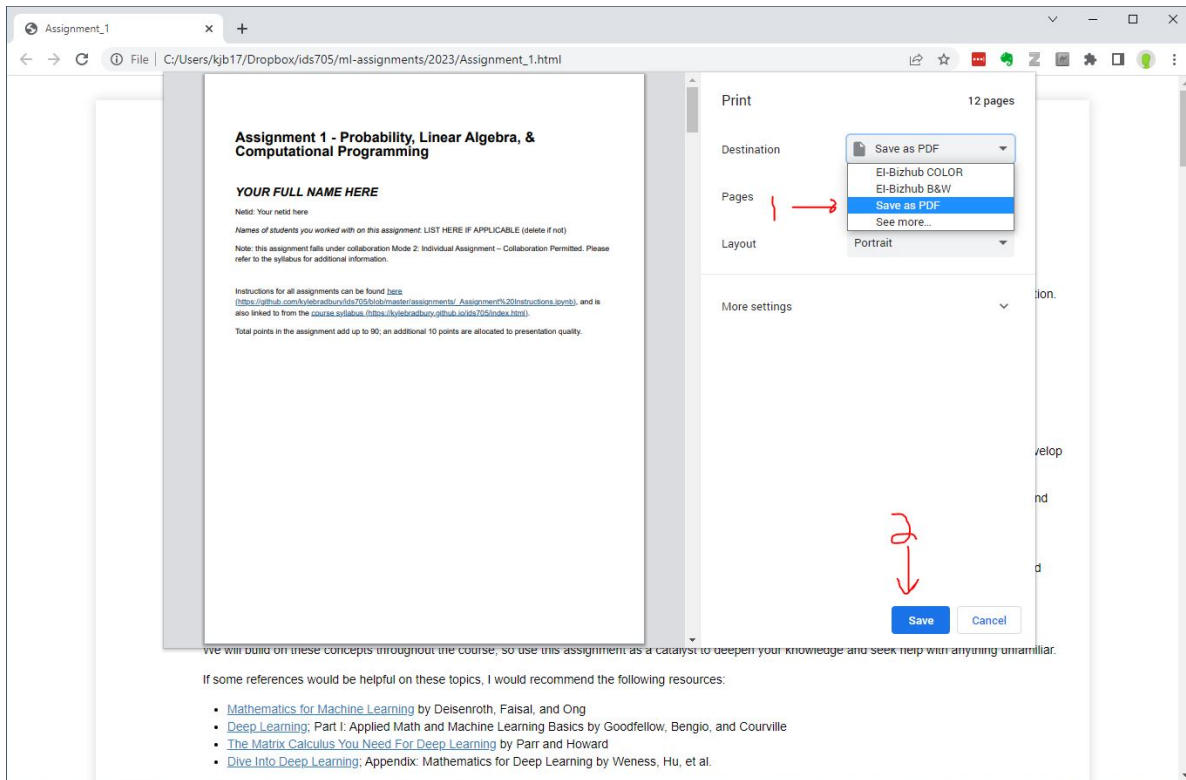 Assignment_1
File
C:/Users/kjb17/Dropbox/ids705/ml-assignments/2023/Assignment_1.html
Assignment 1 - Probability, Linear Algebra, &
Computational Programming
YOUR FULL NAME HERE
Netid: Your netid here
Names of students you worked with on this assignment: LIST HERE IF APPLICABLE (delete if not)
Note: this assignment falls under collaboration Mode 2: Individual Assignment – Collaboration Permitted. Please
refer to the syllabus for additional information.
Instructions for all assignments can be found here
(https://github.com/kylebradbury/ids705/blob/master/assignments/_Assignment%20Instructions.ipynb), and is
also linked to from the course syllabus (https://kylebradbury.github.io/ids705/index.html).
Total points in the assignment add up to 90; an additional 10 points are allocated to presentation quality.
Print
12 pages
Destination
Save as PDF
EI-Bizhub COLOR
EI-Bizhub B&W
Save as PDF
See more...
Pages
1
Layout
Portrait
More settings
2
Save
Cancel
tion.
velop
nd
d
We will build on these concepts throughout the course, so use this assignment as a catalyst to deepen your knowledge and seek help with anything unfamiliar.
If some references would be helpful on these topics, I would recommend the following resources:
• Mathematics for Machine Learning by Deisenroth, Faisal, and Ong
• Deep Learning; Part I: Applied Math and Machine Learning Basics by Goodfellow, Bengio, and Courville
• The Matrix Calculus You Need For Deep Learning by Parr and Howard
• Dive Into Deep Learning; Appendix: Mathematics for Deep Learning by Weness, Hu, et al.